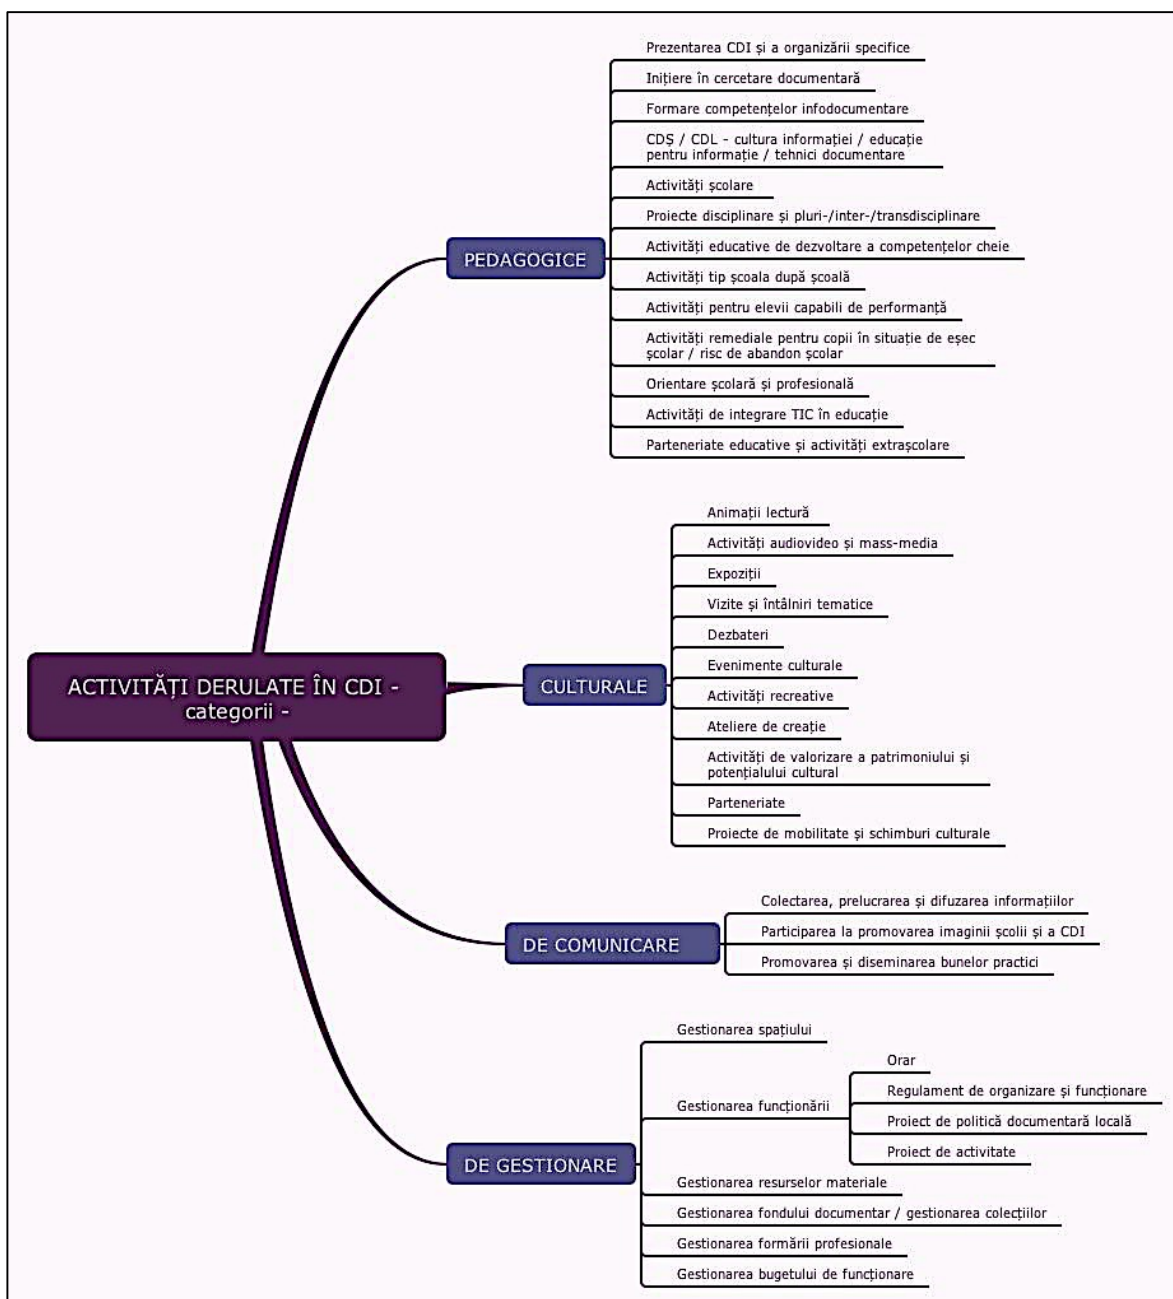 ACTIVITĂȚI DERULATE ÎN CDI -
categorii -
PEDAGOGICE
Prezentarea CDI și a organizării specifice
Inițiere în cercetare documentară
Formare competențelor infodocumentare
CDȘ / CDL - cultura informației / educație
pentru informație / tehnici documentare
Activități școlare
Proiecte disciplinare și pluri-/inter-/transdisciplinare
Activități educative de dezvoltare a competențelor cheie
Activități tip școala după școală
Activități pentru elevii capabili de performanță
Activități remediale pentru copii în situație de eșec
școlar / risc de abandon școlar
Orientare școlară și profesională
Activități de integrare TIC în educație
Parteneriate educative și activități extrașcolare
CULTURALE
Animații lectură
Activități audiovideo și mass-media
Expoziții
Vizite și întâlniri tematice
Dezbateri
Evenimente culturale
Activități recreative
Ateliere de creație
Activități de valorizare a patrimoniului și
potențialului cultural
Parteneriate
Proiecte de mobilitate și schimburi culturale
DE COMUNICARE
Colectarea, prelucrarea și difuzarea informațiilor
Participarea la promovarea imaginii școlii și a CDI
Promovarea și diseminarea bunelor practici
DE GESTIONARE
Gestionarea spațiului
Gestionarea funcționării
Orar
Regulament de organizare și funcționare
Proiect de politică documentară locală
Proiect de activitate
Gestionarea resurselor materiale
Gestionarea fondului documentar / gestionarea colecțiilor
Gestionarea formării profesionale
Gestionarea bugetului de funcționare